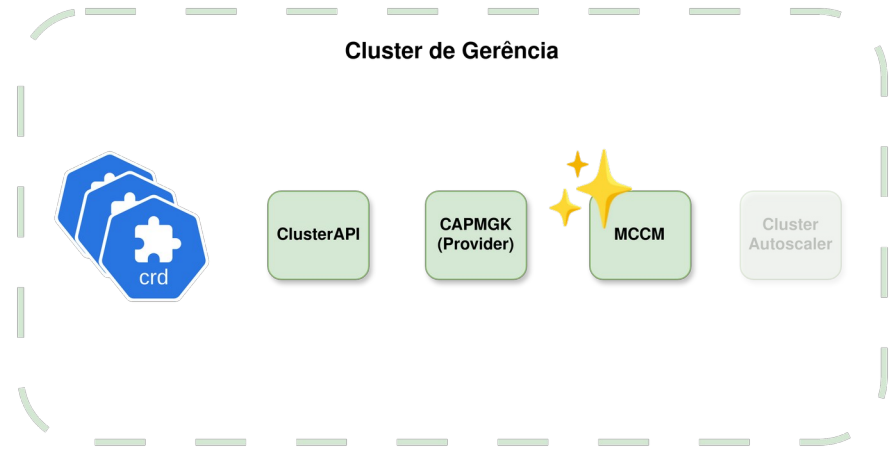 Cluster de Gerência
crd
ClusterAPI
CAPMGK
(Provider)
MCCM
Cluster
Autoscaler